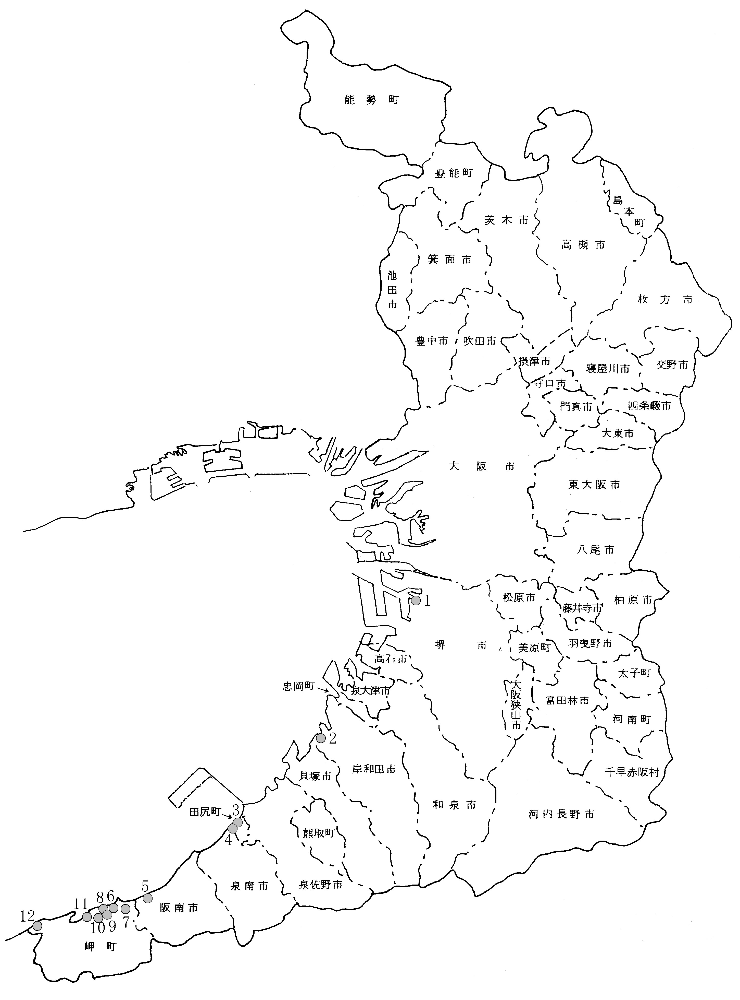 能勢町
豊能町
島本町
茨木市
高槻市
箕面市
池田市
枚方市
豊中市
吹田市
摂津市
寝屋川市
交野市
守口市
門真市
四条畷市
大東市
大阪市
東大阪市
八尾市
1
松原市
藤井寺市
柏原市
堺市
美原町
羽曳野市
高石市
太子町
忠岡町
泉大津市
大阪狭山市
富田林市
河南町
2
貝塚市
岸和田市
千早赤阪村
和泉市
河内長野市
田尻町
3
4
熊取町
泉南市
泉佐野市
5
阪南市
11
8
6
12
10
9
7
岬町